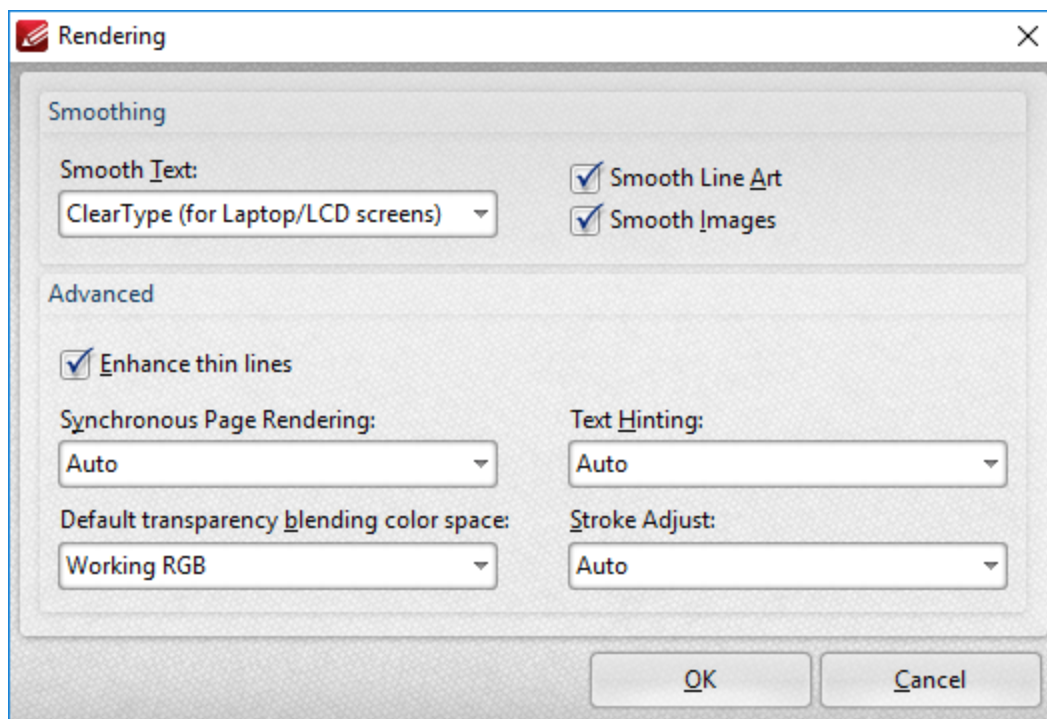 Rendering
Smoothing
Smooth Text:
ClearType (for Laptop/LCD screens)
Smooth Line Art
Smooth Images
Advanced
Enhance thin lines
Synchronous Page Rendering:
Text Hinting:
Auto
Auto
Default transparency blending color space:
Stroke Adjust:
Working RGB
Auto
OK
Cancel